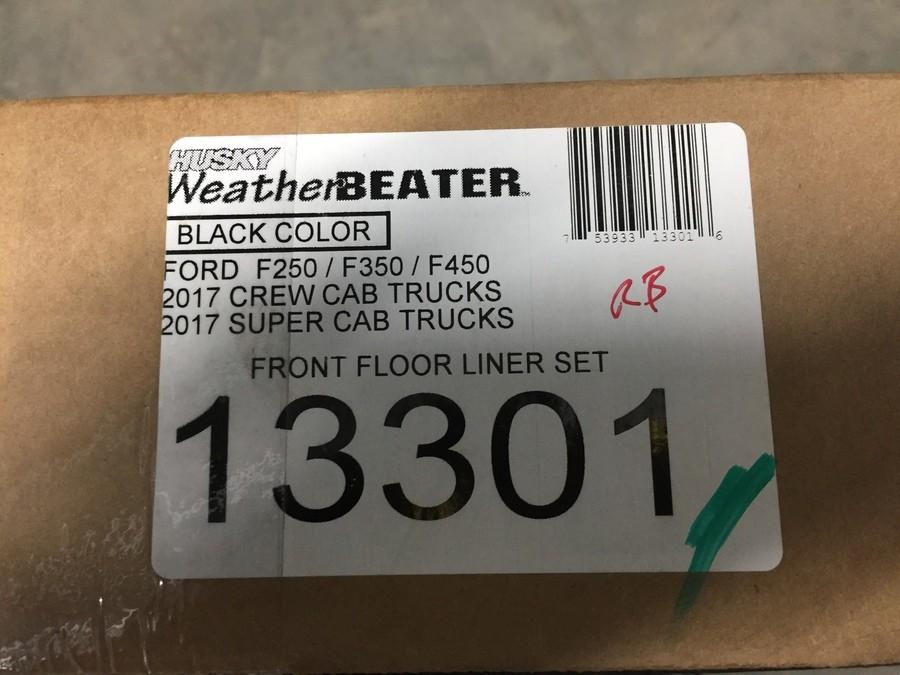 HUSKY
WeatherBEATER™
BLACK COLOR
FORD F250 / F350 / F450
2017 CREW CAB TRUCKS
2017 SUPER CAB TRUCKS
FRONT FLOOR LINER SET
13301
7 53933 13301 6
RB